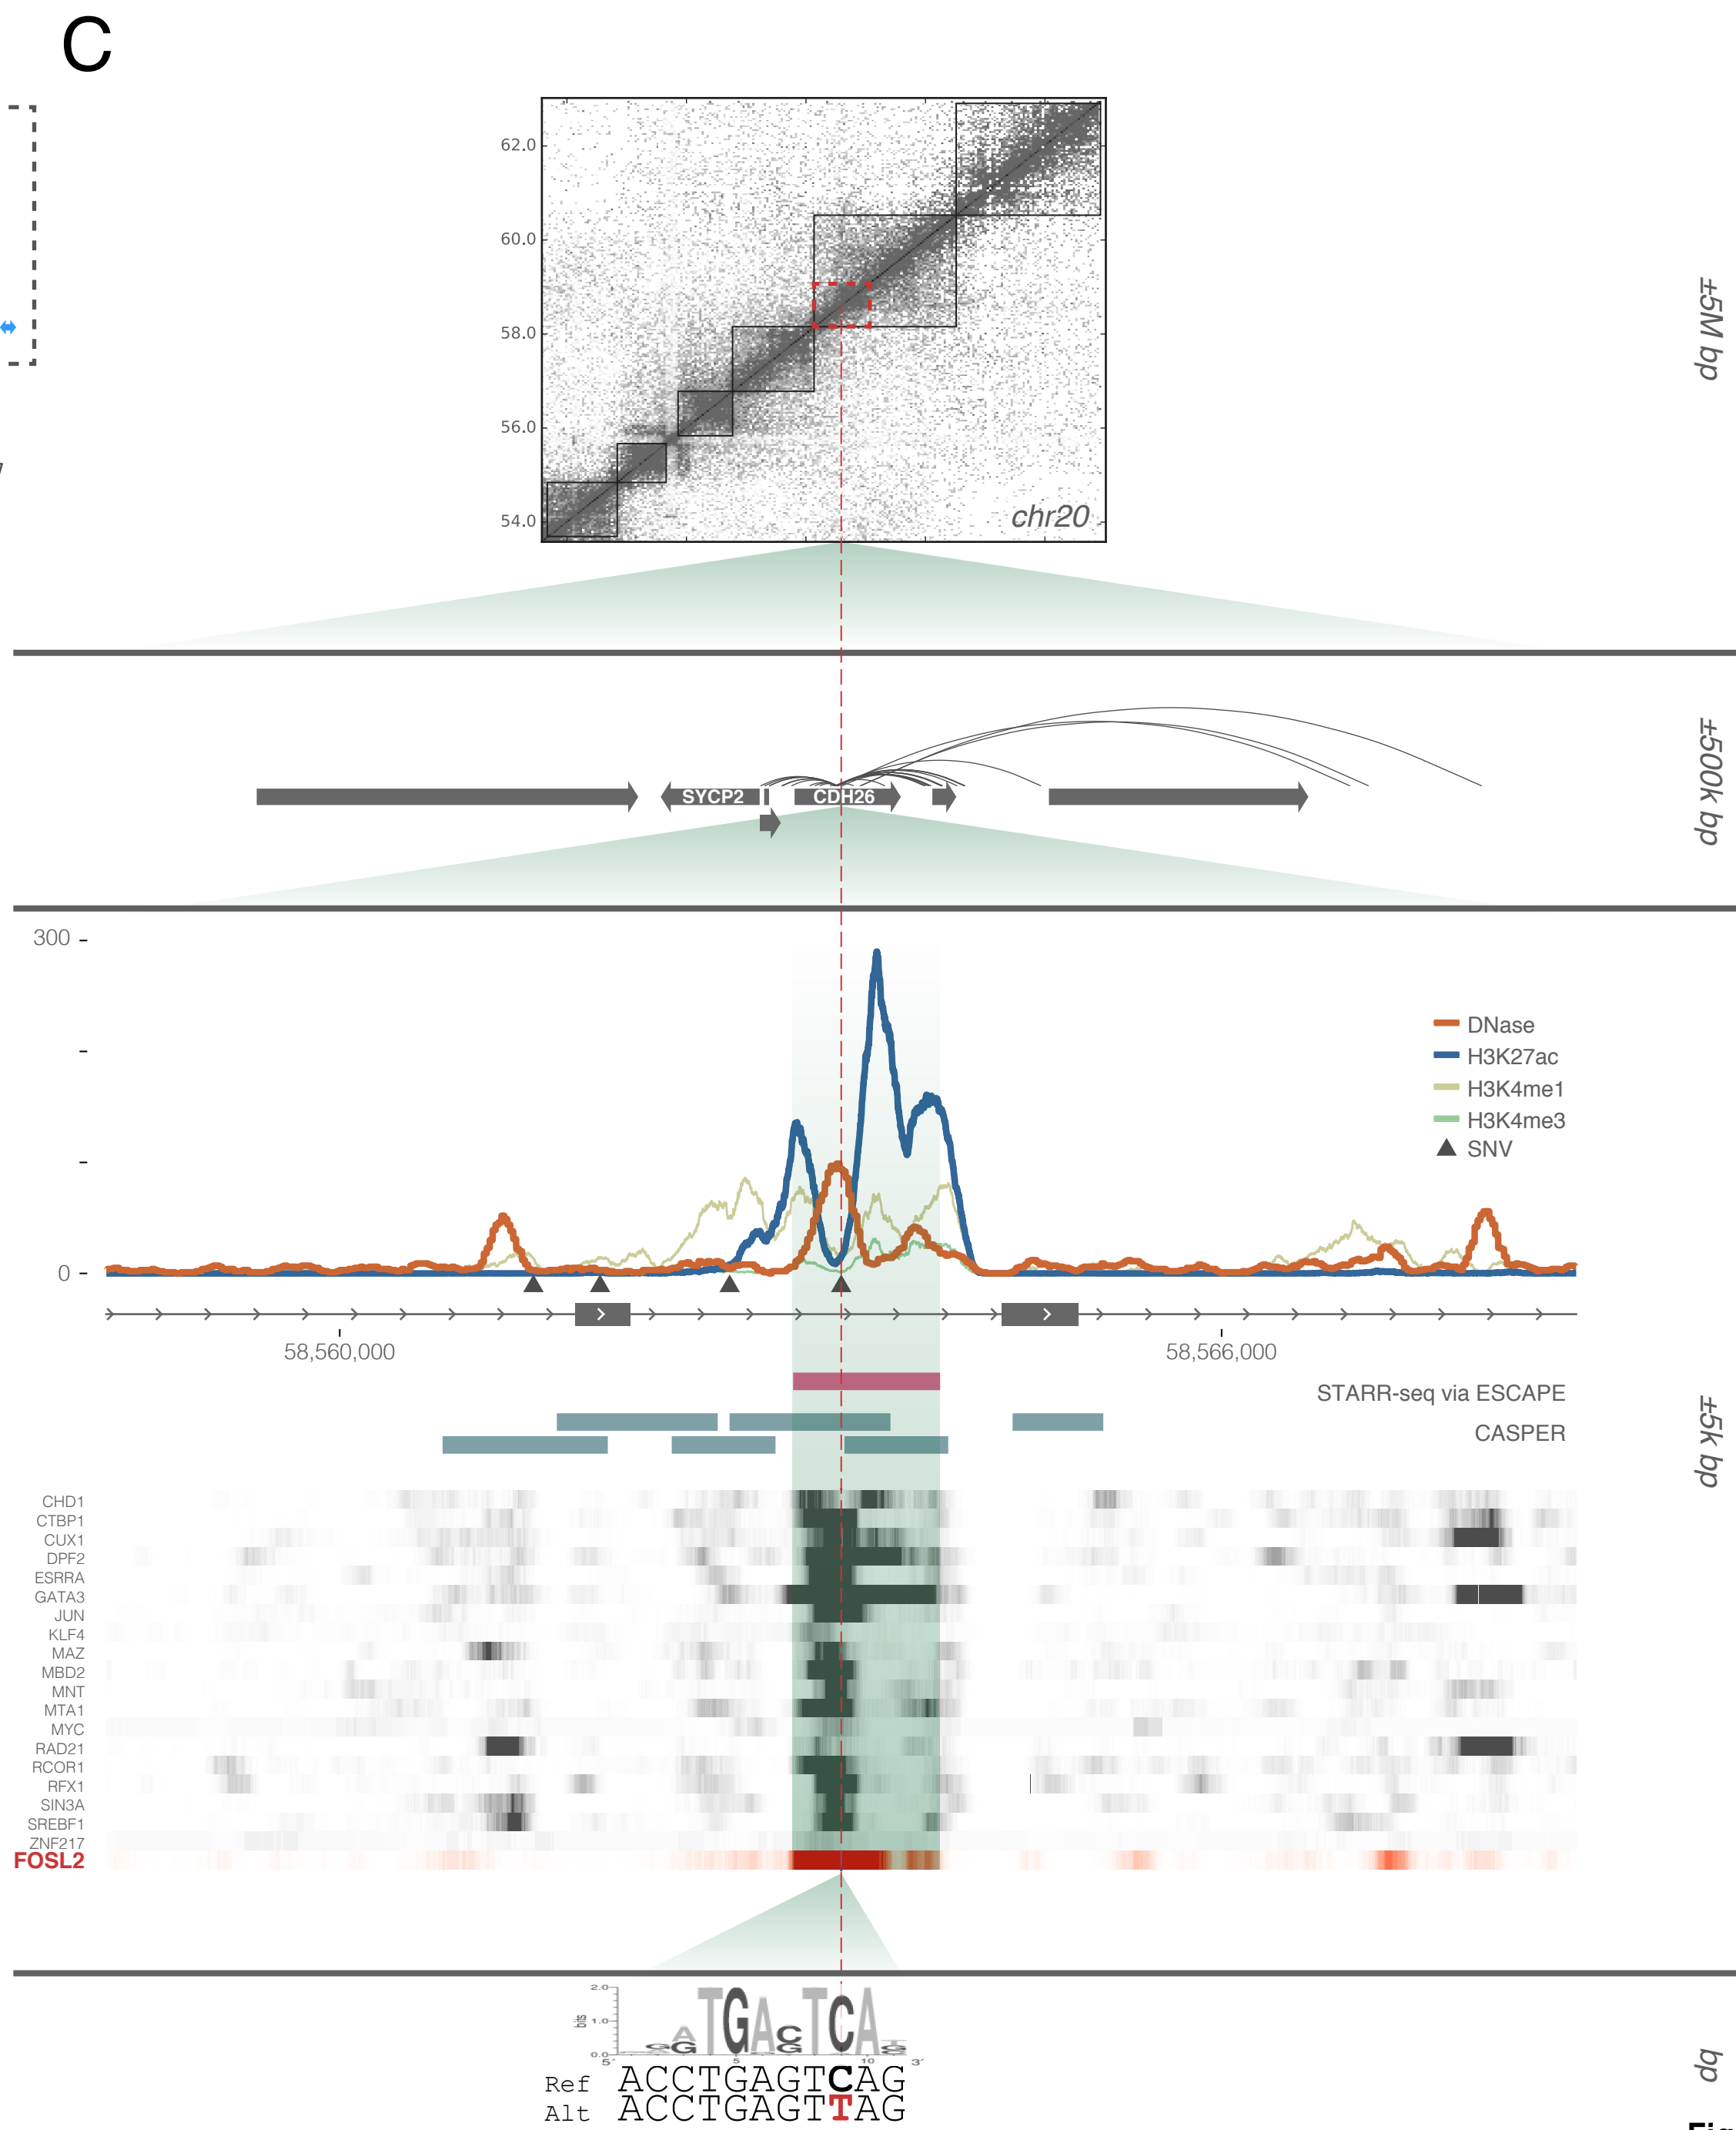 C
62.0
60.0
58.0
56.0
54.0
chr20
±5M bp
SYCP2
CDH26
±500k bp
300
0
DNase
H3K27ac
H3K4me1
H3K4me3
SNV
58,560,000
58,566,000
STARR-seq via ESCAPE
CASPER
±5k bp
CHD1
CTBP1
CUX1
DPF2
ESRRA
GATA3
JUN
KLF4
MAZ
MBD2
MNT
MTA1
MYC
RAD21
RCOR1
RFX1
SIN3A
SREBF1
ZNF217
FOSL2
2.0
bits
1.0
0.0
5′ 5 10 3′
Ref ACCTGAGTCAG
Alt ACCTGAGTTAG
bp